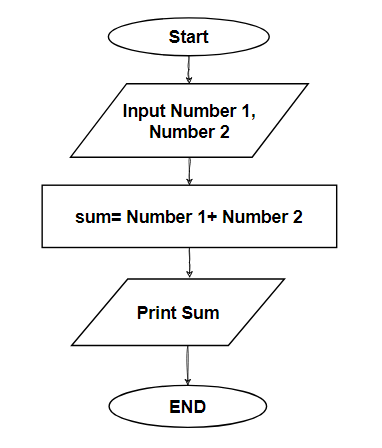 Start
Input Number 1,
Number 2
sum= Number 1+ Number 2
Print Sum
END